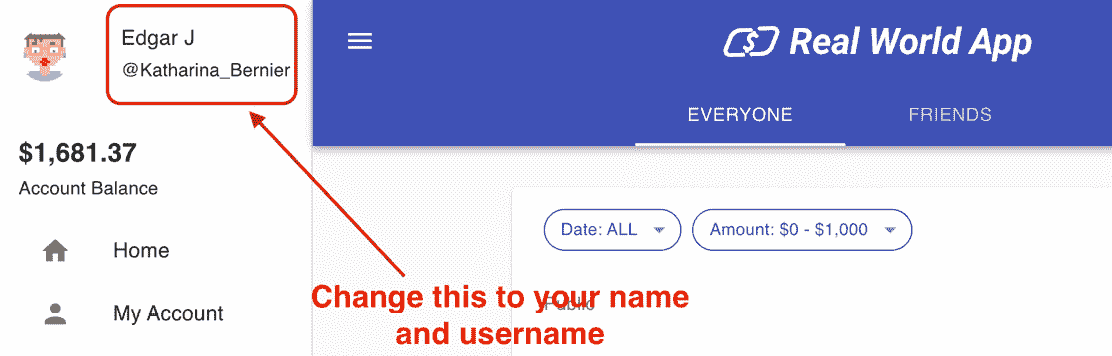 Edgar J
@Katharina_Bernier
$1,681.37
Account Balance
Home
My Account
Real World App
EVERYONE
FRIENDS
Date: ALL
Amount: $0 - $1,000
Public
Change this to your name
and username